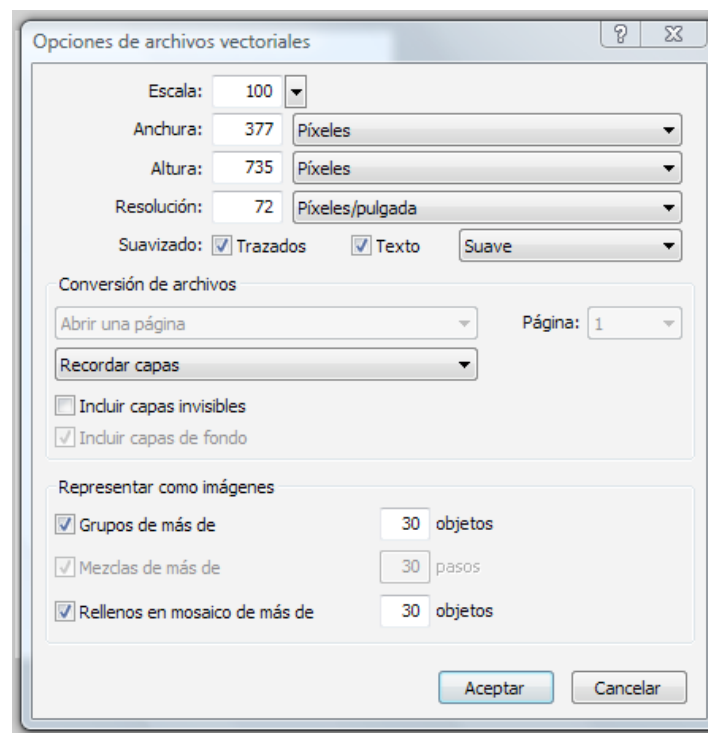 Opciones de archivos vectoriales
Escala: 100
Anchura: 377 Píxeles
Altura: 735 Píxeles
Resolución: 72 Píxeles/pulgada
Suavizado: Trazados Texto Suave
Conversión de archivos
Abrir una página Página: 1
Recordar capas
Incluir capas invisibles
Incluir capas de fondo
Representar como imágenes
Grupos de más de 30 objetos
Mezclas de más de 30 pasos
Rellenos en mosaico de más de 30 objetos
Aceptar Cancelar